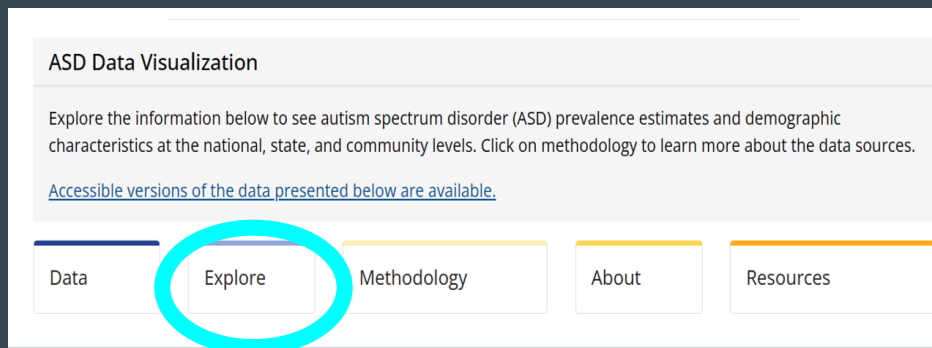 ASD Data Visualization
Explore the information below to see autism spectrum disorder (ASD) prevalence estimates and demographic
characteristics at the national, state, and community levels. Click on methodology to learn more about the data sources.
Accessible versions of the data presented below are available.
Data Explore Methodology About Resources